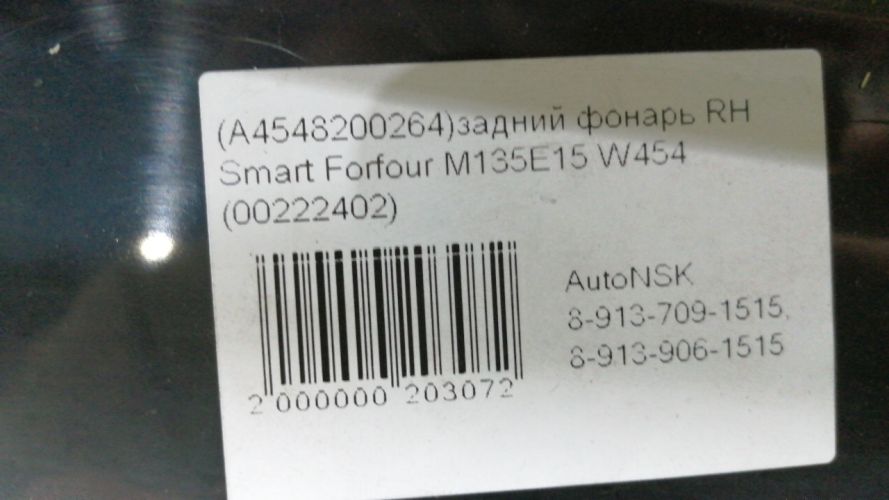 (A4548200264)задний фонарь RH
Smart Forfour M135E15 W454
(00222402)
AutoNSK
8-913-709-1515,
8-913-906-1515
2 000000 203072